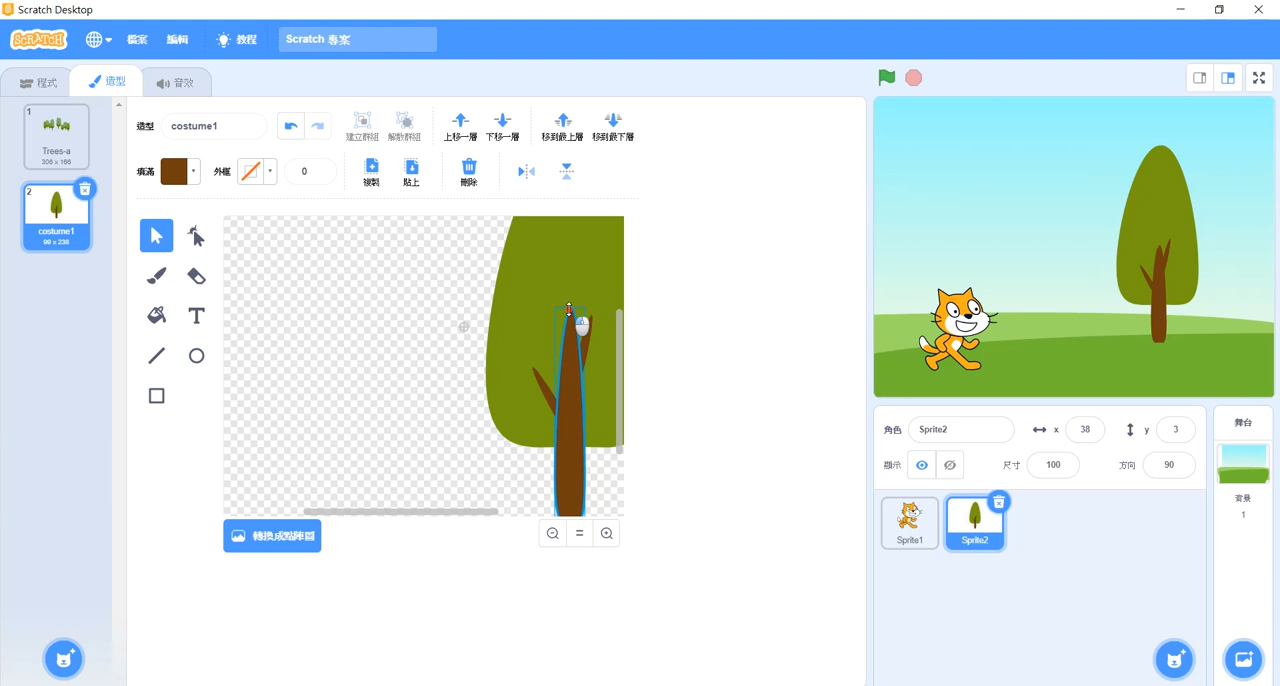 Scratch Desktop
SCRATCH 檔案 編輯 教程 Scratch 專案
程式 造型 音效
1
Trees-a
306 x 166
2
costume1
99 x 238
造型 costume1 建立群組 解散群組 上移一層 下移一層 移到最上層 移到最下層
填滿 外框 0 複製 貼上 刪除
T
轉換成點陣圖
角色 Sprite2 x 38 y 3
顯示 尺寸 100 方向 90
Sprite1 Sprite2
舞台
背景
1